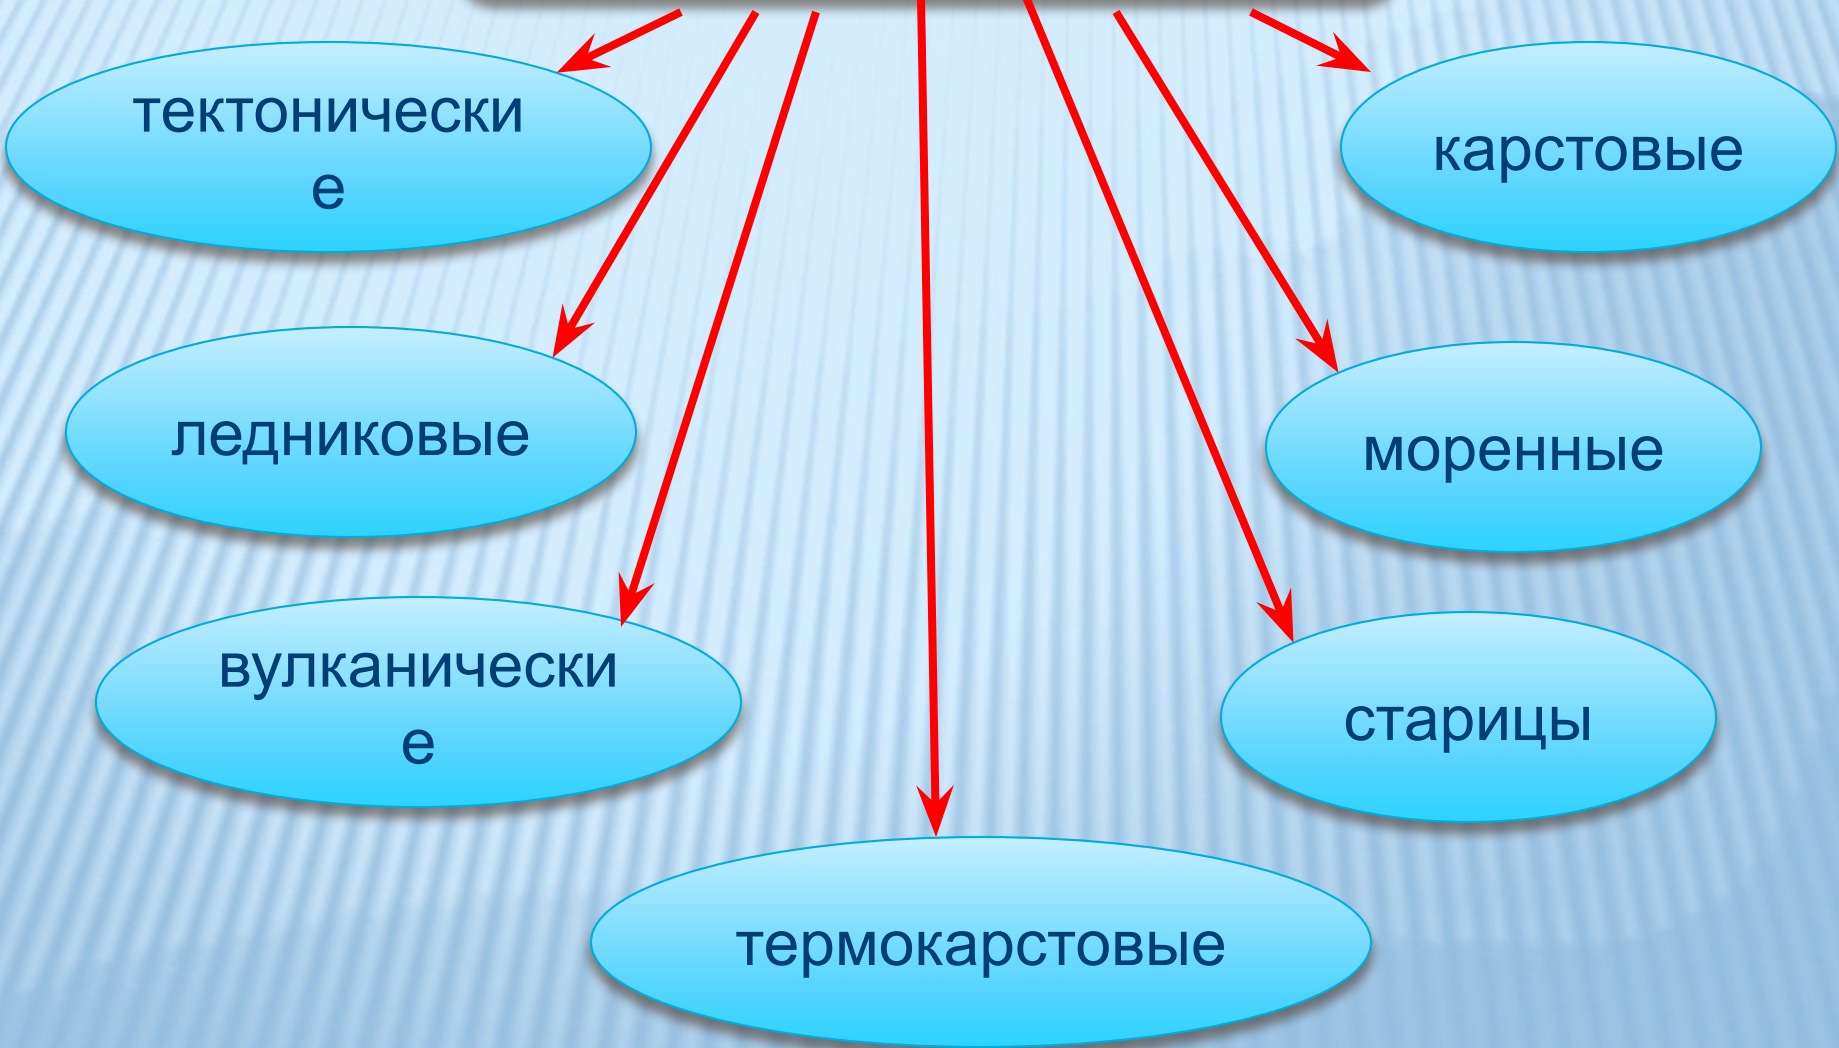 тектонически
е
карстовые
ледниковые
моренные
вулканически
е
старицы
термокарстовые